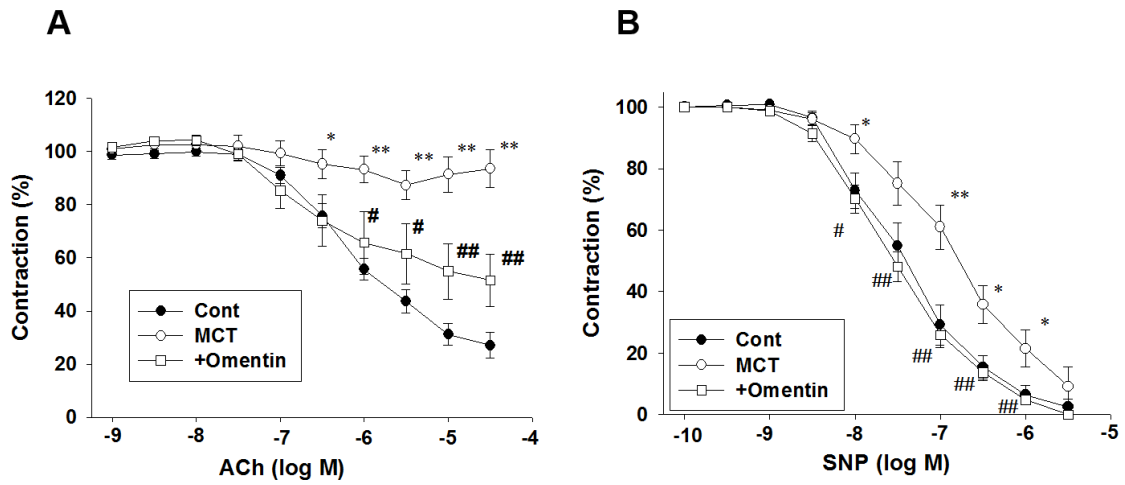 A
120
100
80
60
40
20
0
Contraction (%)
* ** ** ** **
# # ## ##
Cont
MCT
+Omentin
-9 -8 -7 -6 -5 -4
ACh (log M)
B
100
80
60
40
20
0
Contraction (%)
* ** * *
# ## ## ## ##
Cont
MCT
+Omentin
-10 -9 -8 -7 -6 -5
SNP (log M)